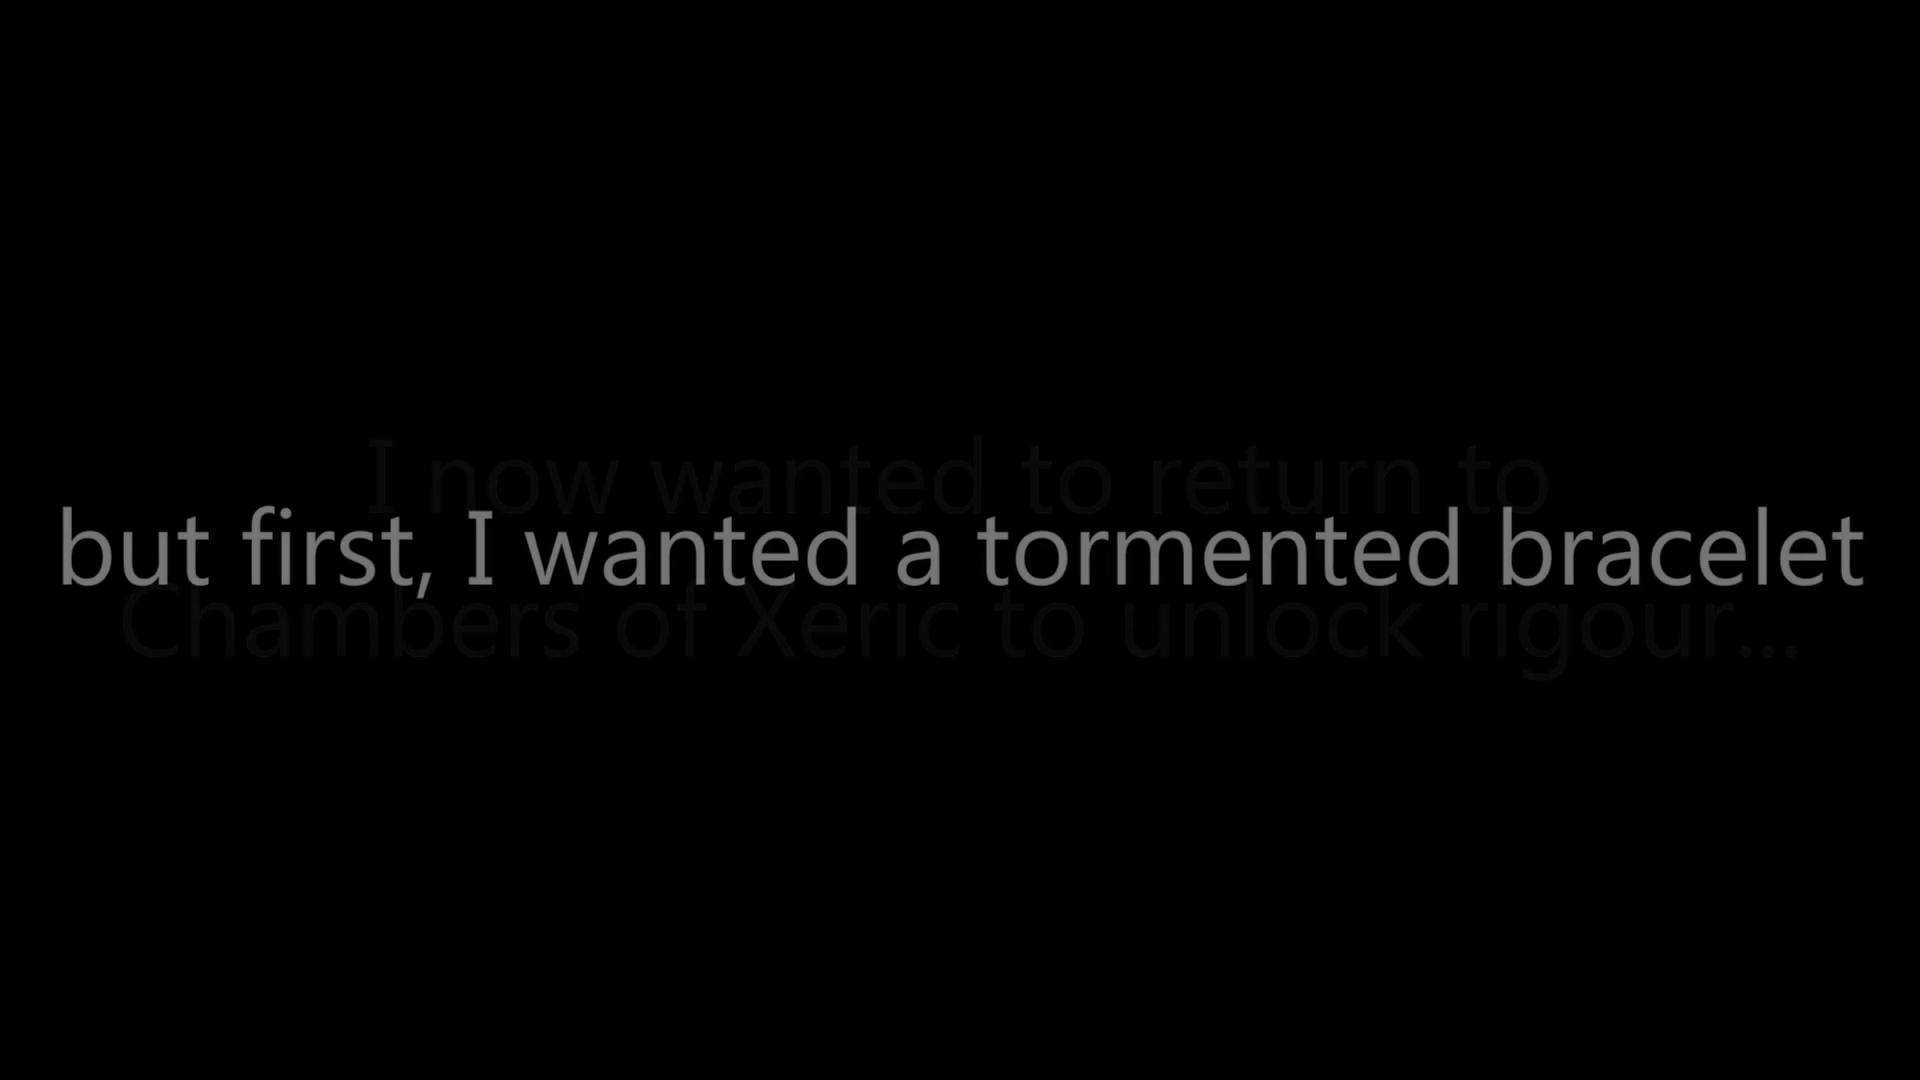 I now wanted to return to
but first, I wanted a tormented bracelet
Chambers of Xeric to unlock rigour...